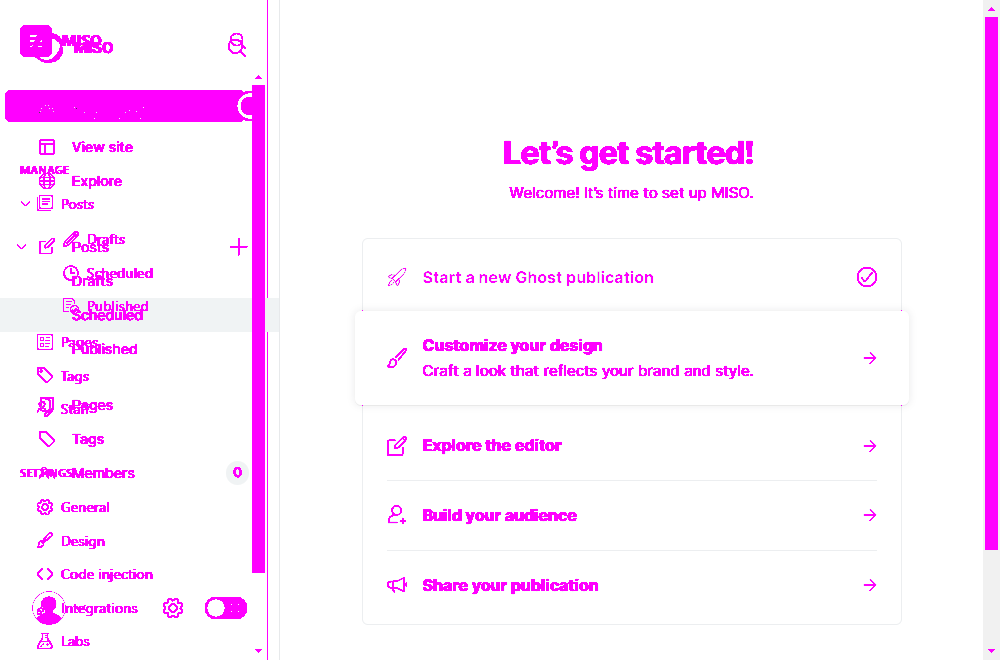 MISO
MISO
View site
MANAGE
Explore
Posts
Drafts
Posts
Scheduled
Drafts
Published
Scheduled
Pages
Published
Tags
Staff
Pages
Tags
SETTINGS
Members
0
General
Design
Code injection
Integrations
Labs
Let's get started!
Welcome! It's time to set up MISO.
Start a new Ghost publication
Customize your design
Craft a look that reflects your brand and style.
Explore the editor
Build your audience
Share your publication